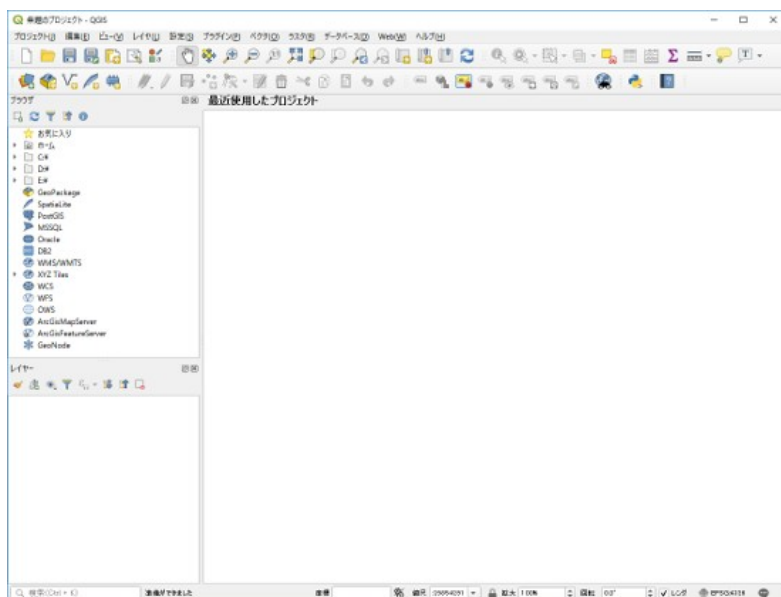 無題のプロジェクト - QGIS
プロジェクト(J) 編集(E) ビュー(V) レイヤ(L) 設定(S) プラグイン(P) ベクタ(O) ラスタ(R) データベース(D) Web(W) ヘルプ(H)
ブラウザ
最近使用したプロジェクト
お気に入り
ホーム
C:¥
D:¥
E:¥
GeoPackage
SpatiaLite
PostGIS
MSSQL
Oracle
DB2
WMS/WMTS
XYZ Tiles
WCS
WFS
OWS
ArcGisMapServer
ArcGisFeatureServer
GeoNode
レイヤー
検索(Ctrl + K) 準備ができました 座標 縮尺 拡大 100% 回転 0.0° レンダ EPSG:4326